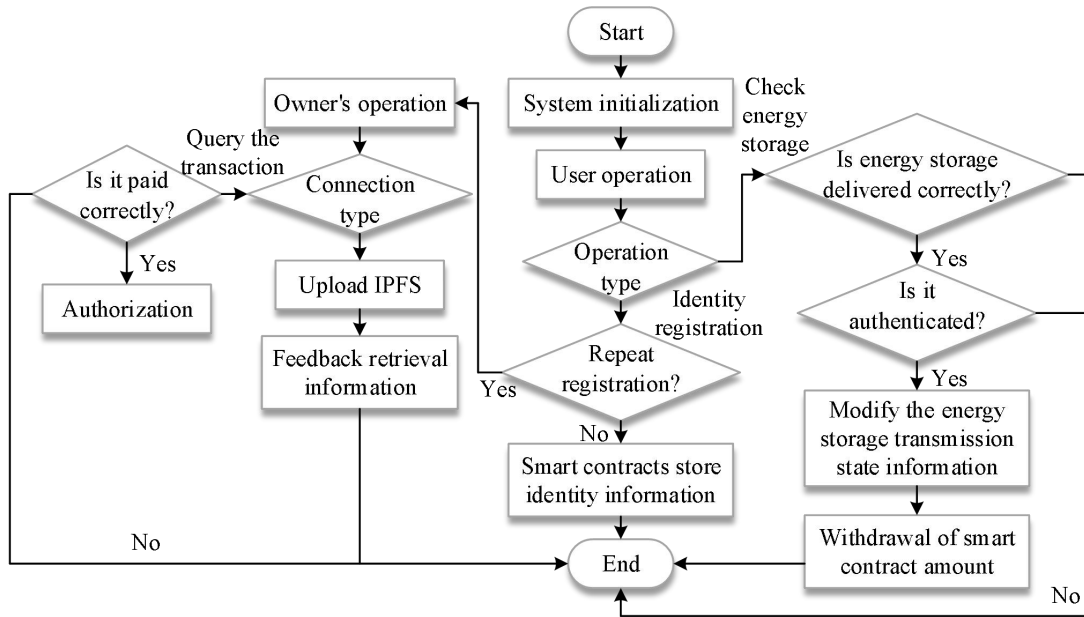 Start
System initialization
User operation
Operation
type
Identity
registration
Repeat
registration?
Yes
No
Smart contracts store
identity information
End
Owner's operation
Query the
transaction
Connection
type
Is it paid
correctly?
Yes
Authorization
No
Upload IPFS
Feedback retrieval
information
Check
energy
storage
Is energy storage
delivered correctly?
Yes
Is it
authenticated?
Yes
Modify the energy
storage transmission
state information
Withdrawal of smart
contract amount
No